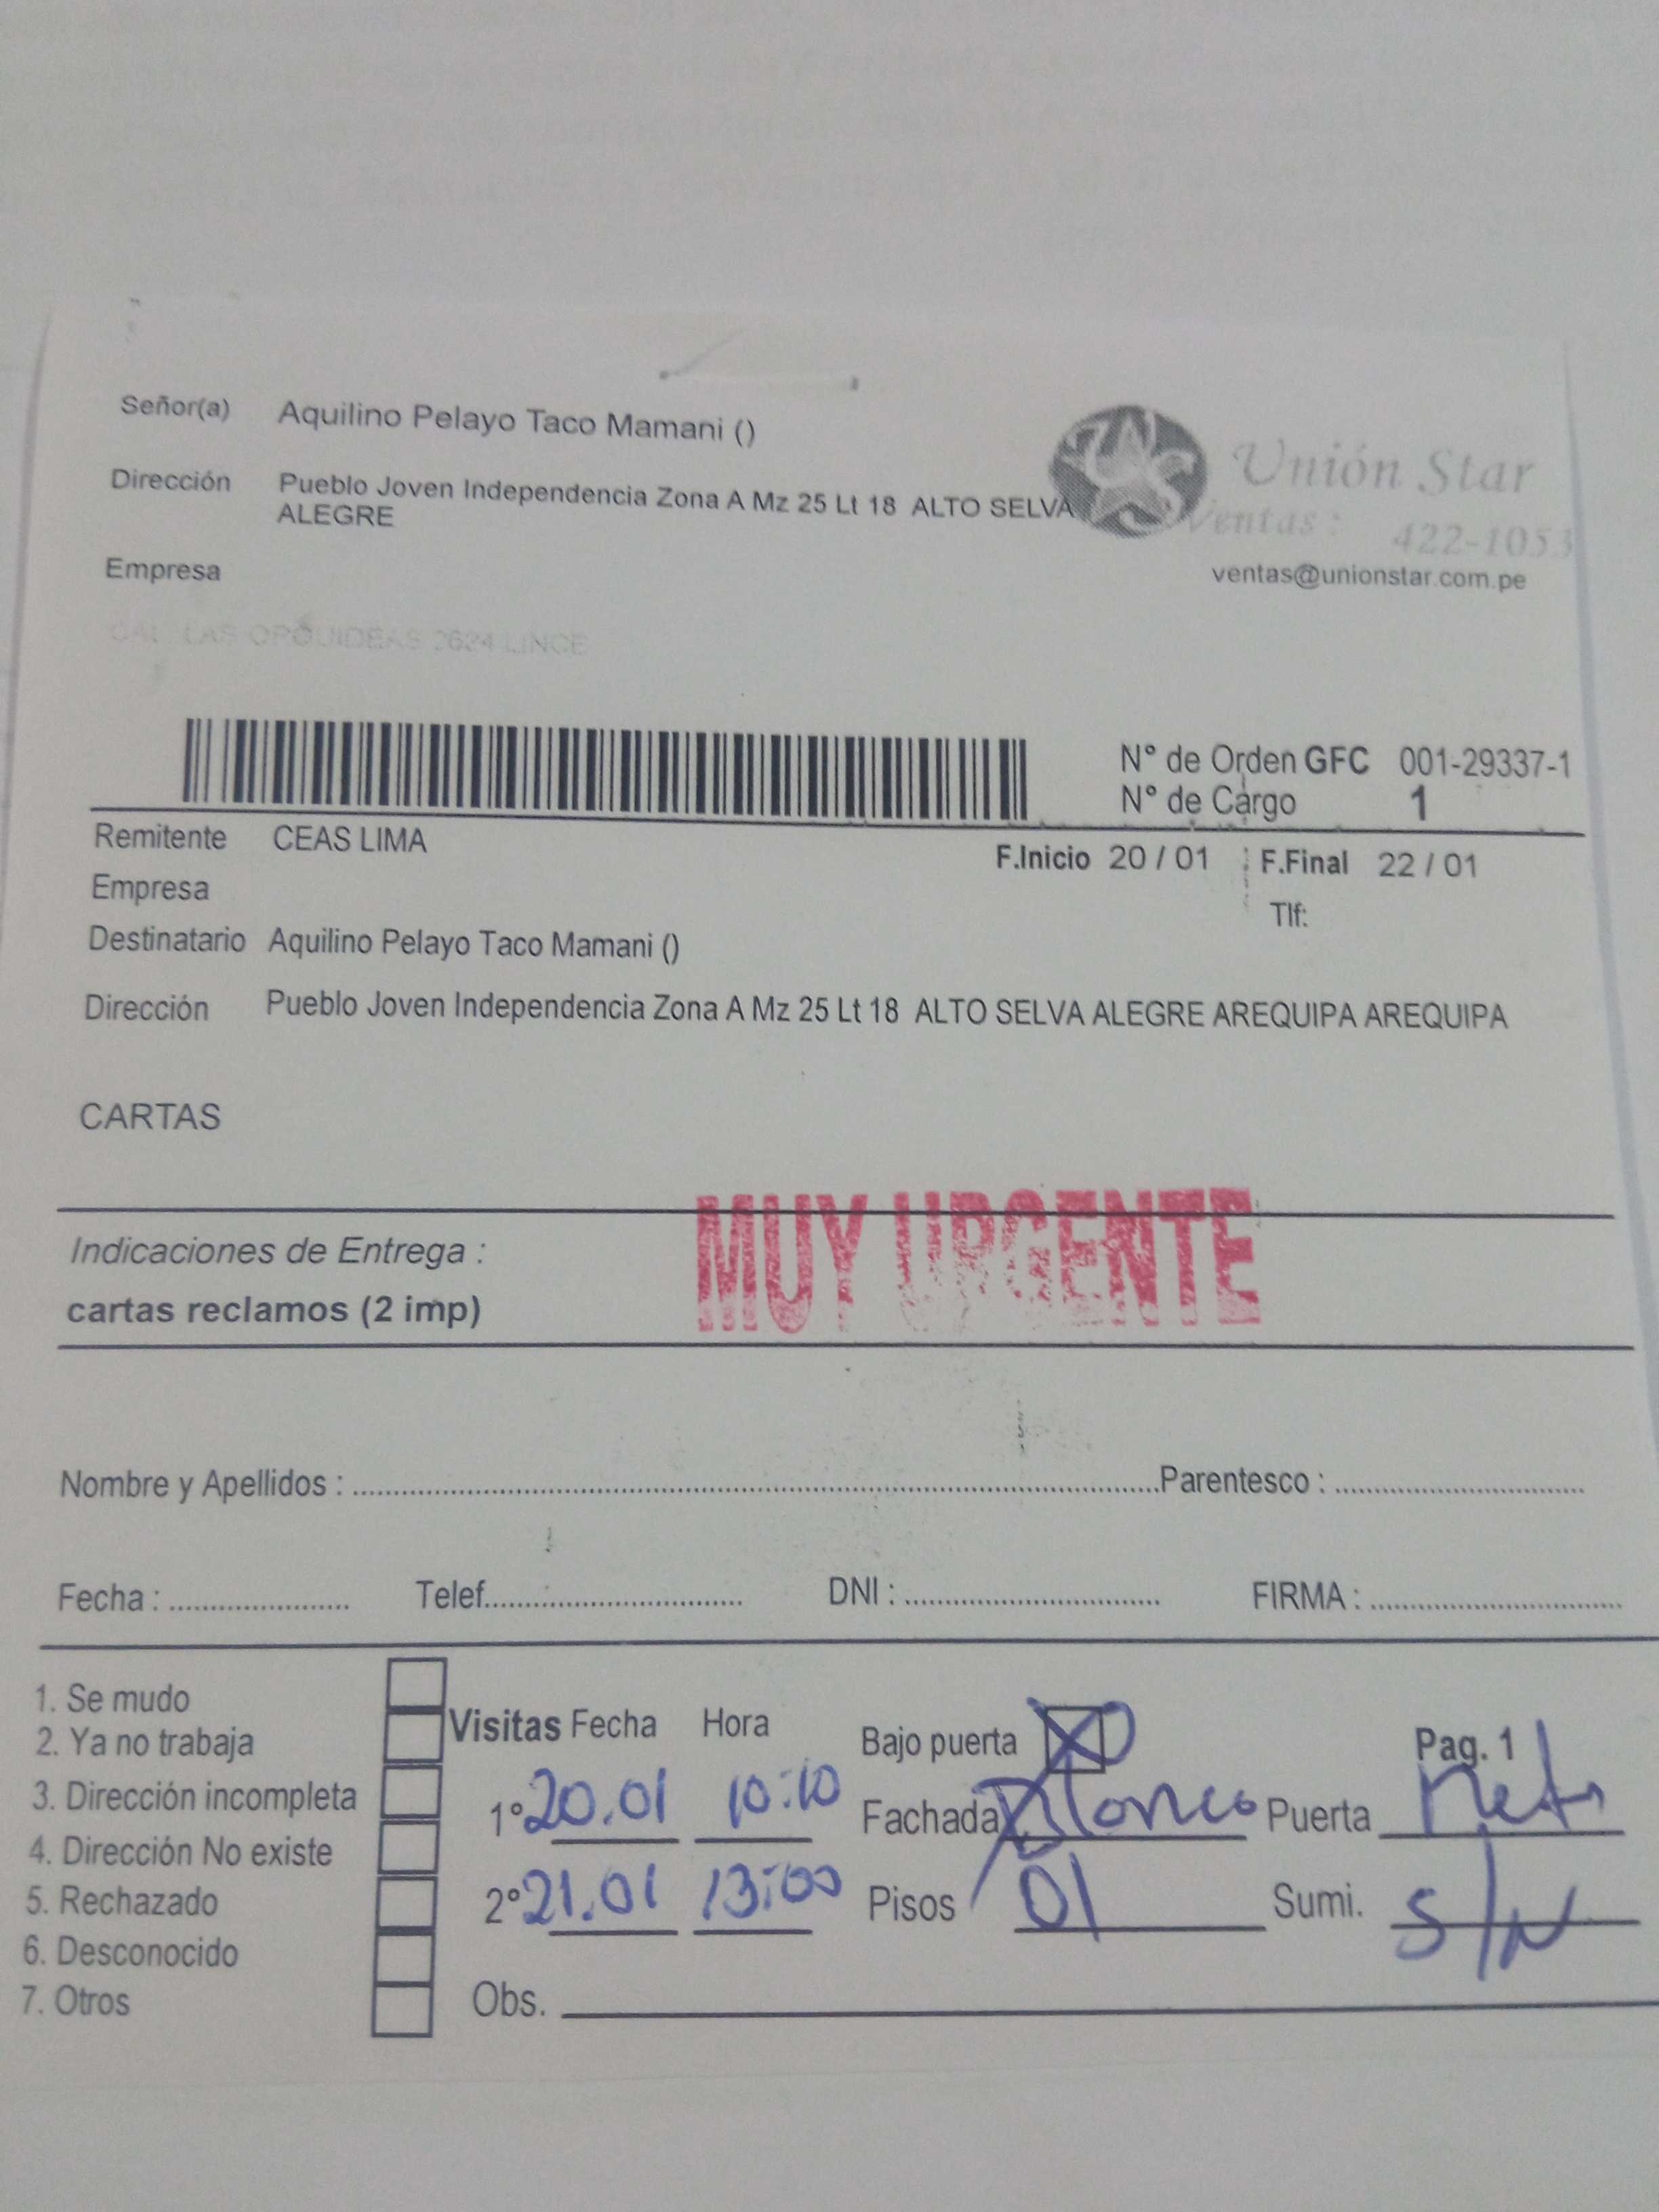 Señor(a) Aquilino Pelayo Taco Mamani ()
Dirección Pueblo Joven Independencia Zona A Mz 25 Lt 18 ALTO SELVA
ALEGRE
Unión Star
Ventas : 422-1053
ventas@unionstar.com.pe
Empresa
CAL. LAS ORQUIDEAS 2624 LINCE
N° de Orden GFC 001-29337-1
N° de Cargo 1
Remitente CEAS LIMA
F.Inicio 20 / 01 F.Final 22 / 01
Empresa
Tlf:
Destinatario Aquilino Pelayo Taco Mamani ()
Dirección Pueblo Joven Independencia Zona A Mz 25 Lt 18 ALTO SELVA ALEGRE AREQUIPA AREQUIPA
CARTAS
MUY URGENTE
Indicaciones de Entrega :
cartas reclamos (2 imp)
Nombre y Apellidos : Parentesco :
Fecha : Telef. DNI : FIRMA :
1. Se mudo
2. Ya no trabaja
3. Dirección incompleta
4. Dirección No existe
5. Rechazado
6. Desconocido
7. Otros
Visitas Fecha Hora
1° 20.01 10:10
2° 21.01 13:00
Obs.
Bajo puerta X Pag. 1
Fachada Blanco Puerta Met
Pisos 01 Sumi. S/N